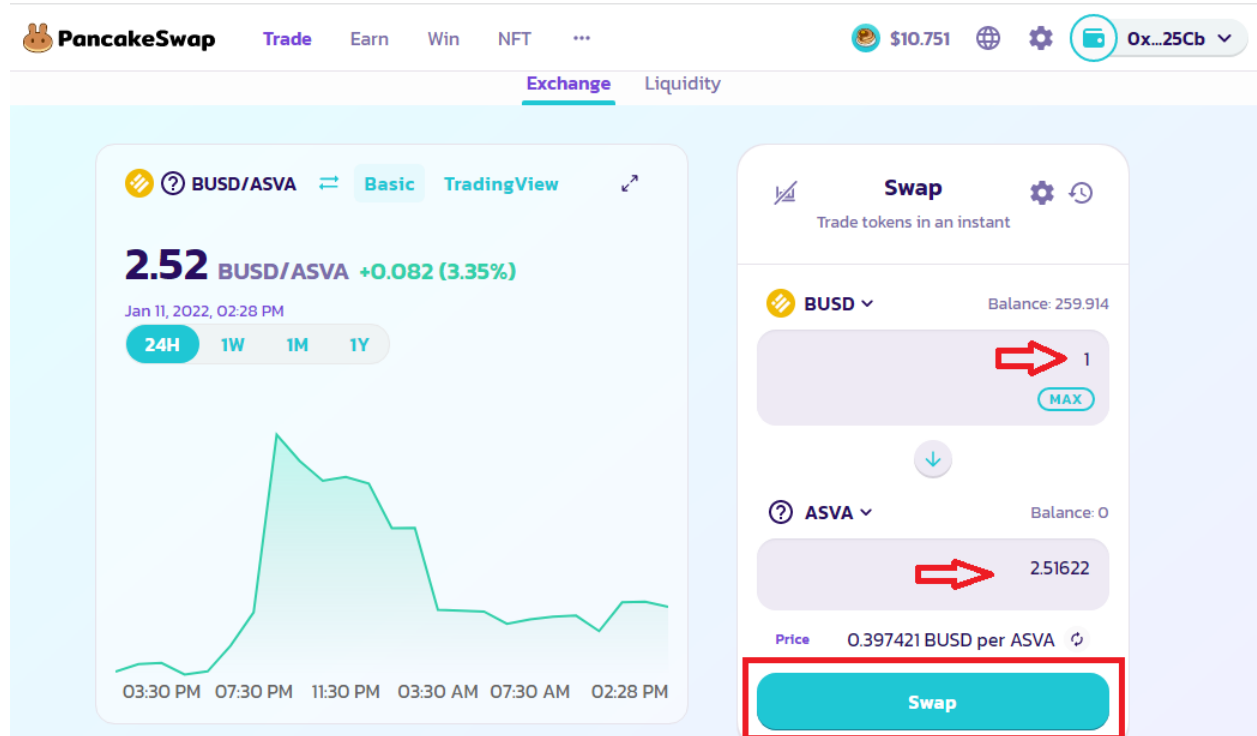 PancakeSwap Trade Earn Win NFT ... $10.751 0x...25Cb
Exchange Liquidity
BUSD/ASVA Basic TradingView
2.52 BUSD/ASVA +0.082 (3.35%)
Jan 11, 2022, 02:28 PM
24H 1W 1M 1Y
03:30 PM 07:30 PM 11:30 PM 03:30 AM 07:30 AM 02:28 PM
Swap
Trade tokens in an instant
BUSD Balance: 259.914
1
MAX
ASVA Balance: 0
2.51622
Price 0.397421 BUSD per ASVA
Swap